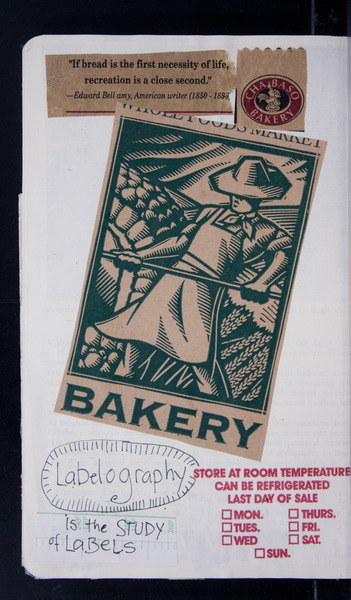 "If bread is the first necessity of life,
recreation is a close second."
—Edward Bell amy, American writer (1850 - 1898
CHABASO
BAKERY
WHOLE FOODS MARKET
BAKERY
Labelography
is the STUDY
of LaBELS
STORE AT ROOM TEMPERATURE
CAN BE REFRIGERATED
LAST DAY OF SALE
MON. THURS.
TUES. FRI.
WED SAT.
SUN.